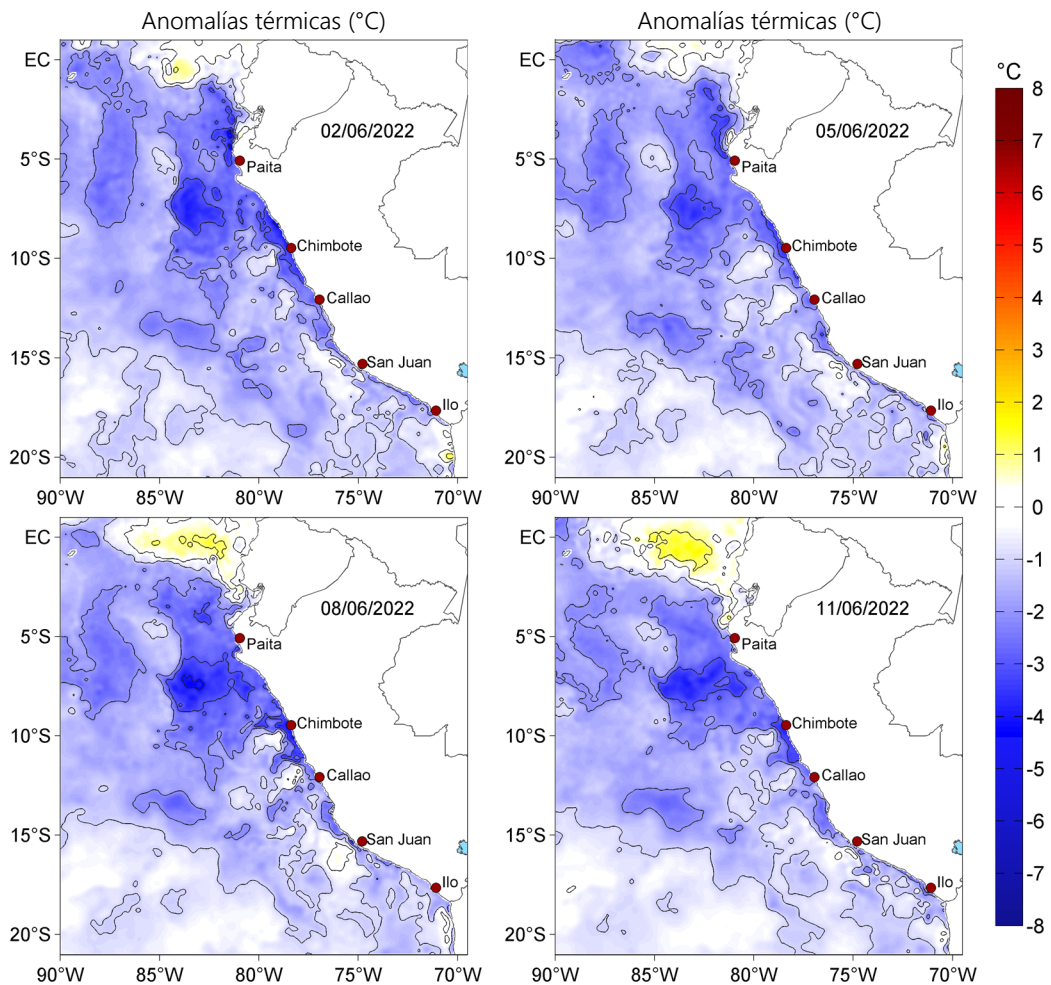 Anomalías térmicas (°C)
Anomalías térmicas (°C)
EC
5°S
10°S
15°S
20°S
02/06/2022
Paita
Chimbote
Callao
San Juan
Ilo
90°W
85°W
80°W
75°W
70°W
EC
5°S
10°S
15°S
20°S
05/06/2022
Paita
Chimbote
Callao
San Juan
Ilo
90°W
85°W
80°W
75°W
70°W
EC
5°S
10°S
15°S
20°S
08/06/2022
Paita
Chimbote
Callao
San Juan
Ilo
90°W
85°W
80°W
75°W
70°W
EC
5°S
10°S
15°S
20°S
11/06/2022
Paita
Chimbote
Callao
San Juan
Ilo
90°W
85°W
80°W
75°W
70°W
°C
8
7
6
5
4
3
2
1
0
-1
-2
-3
-4
-5
-6
-7
-8